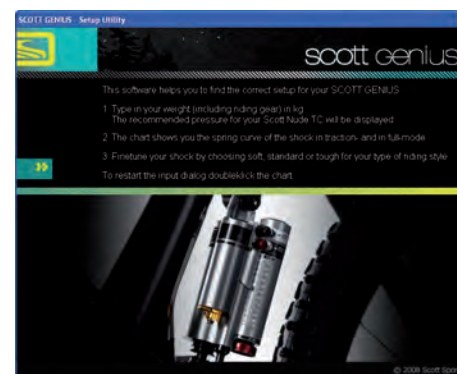 SCOTT GENIUS - Setup Utility
scott genius
This software helps you to find the correct setup for your SCOTT GENIUS
1 Type in your weight (including riding gear) in kg
The recommended pressure for your Scott Nude TC will be displayed
2 The chart shows you the spring curve of the shock in traction- and in full-mode
3 Finetune your shock by choosing soft, standard or tough for your type of riding style
To restart the input dialog doubleklick the chart
© 2008 Scott Spor